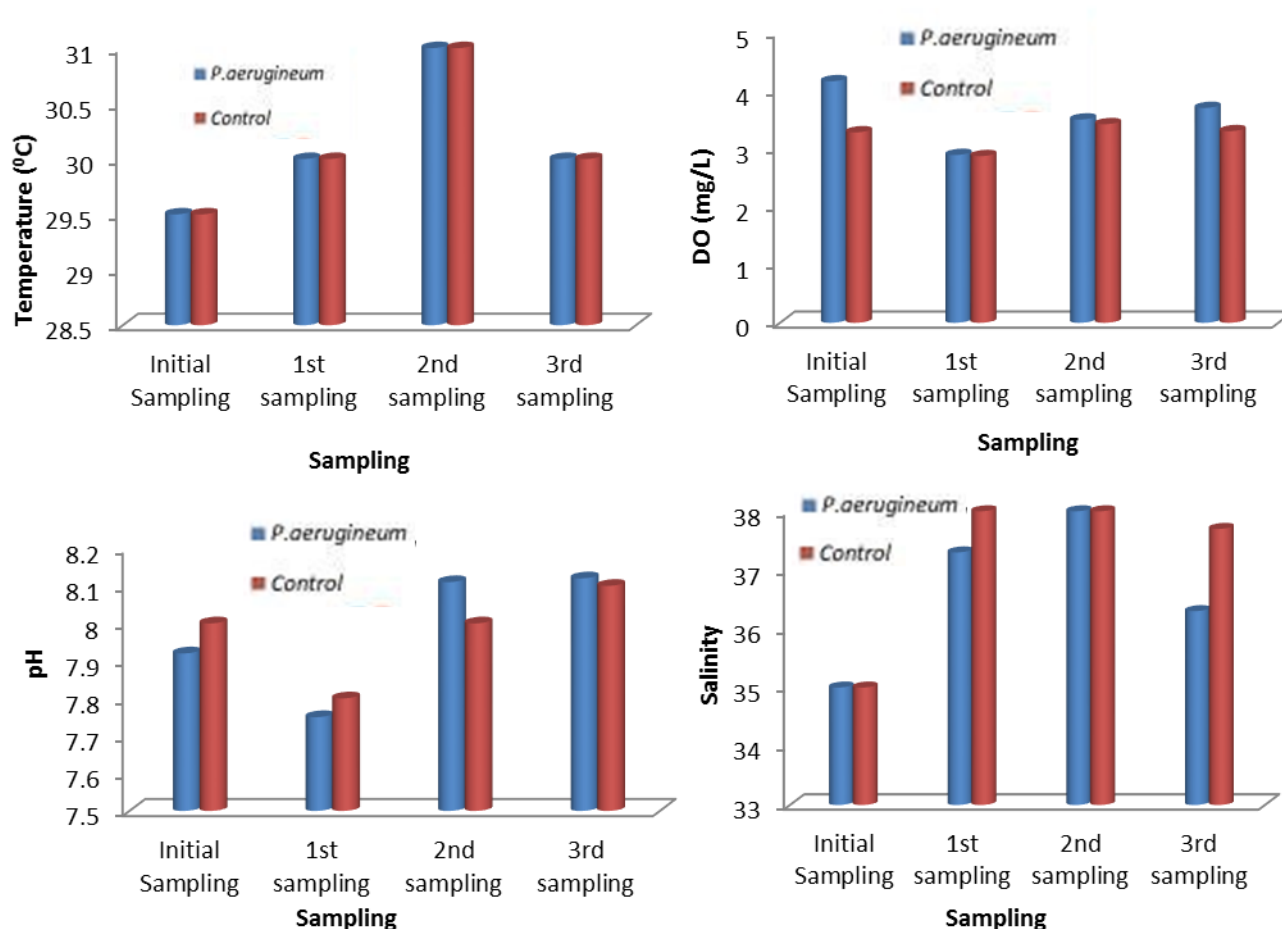 Temperature (⁰C)
31
30.5
30
29.5
29
28.5
P.aerugineum
Control
Initial Sampling
1st sampling
2nd sampling
3rd sampling
Sampling
DO (mg/L)
5
4
3
2
1
0
P.aerugineum
Control
Initial Sampling
1st sampling
2nd sampling
3rd sampling
Sampling
pH
8.2
8.1
8
7.9
7.8
7.7
7.6
7.5
P.aerugineum
Control
Initial Sampling
1st sampling
2nd sampling
3rd sampling
Sampling
Salinity
38
37
36
35
34
33
P.aerugineum
Control
Initial Sampling
1st sampling
2nd sampling
3rd sampling
Sampling